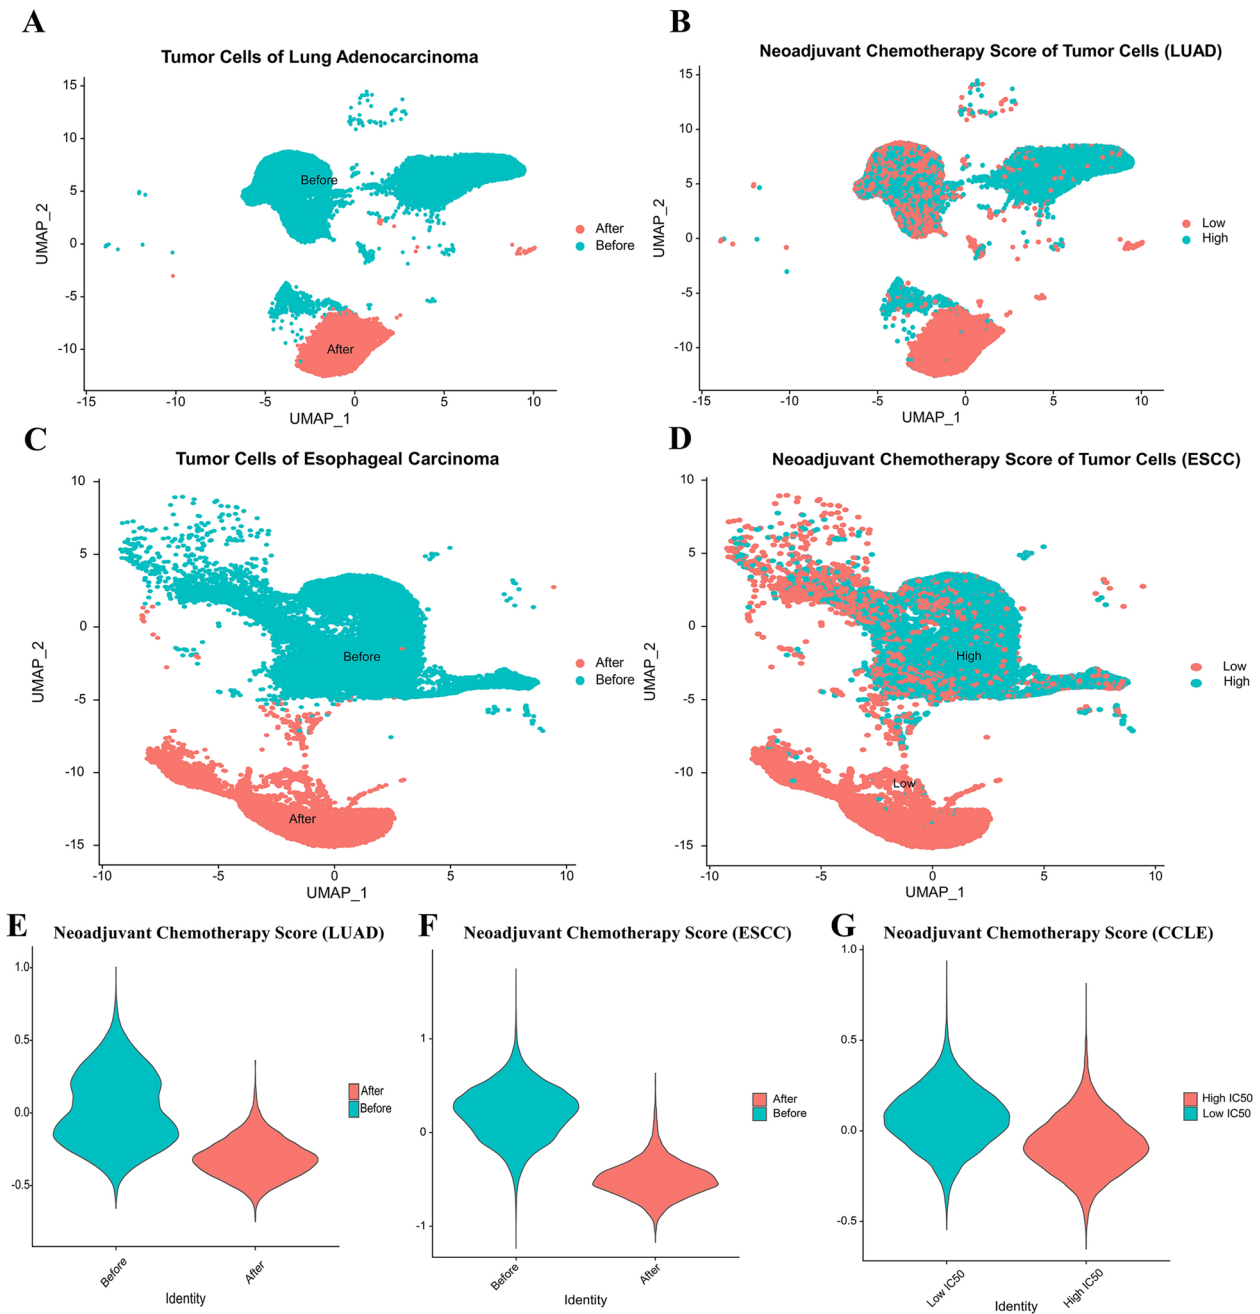 A
Tumor Cells of Lung Adenocarcinoma
15
10
5
0
-5
-10
UMAP_2
-15
-10
-5
0
5
10
UMAP_1
Before
After
After
Before
B
Neoadjuvant Chemotherapy Score of Tumor Cells (LUAD)
15
10
5
0
-5
-10
UMAP_2
-15
-10
-5
0
5
10
UMAP_1
Low
High
C
Tumor Cells of Esophageal Carcinoma
10
5
0
-5
-10
-15
UMAP_2
-10
-5
0
5
10
UMAP_1
Before
After
After
Before
D
Neoadjuvant Chemotherapy Score of Tumor Cells (ESCC)
10
5
0
-5
-10
-15
UMAP_2
-10
-5
0
5
10
UMAP_1
High
Low
Low
High
E
Neoadjuvant Chemotherapy Score (LUAD)
1.0
0.5
0.0
-0.5
Before
After
Identity
After
Before
F
Neoadjuvant Chemotherapy Score (ESCC)
1
0
-1
Before
After
Identity
After
Before
G
Neoadjuvant Chemotherapy Score (CCLE)
1.0
0.5
0.0
-0.5
Low IC50
High IC50
Identity
High IC50
Low IC50